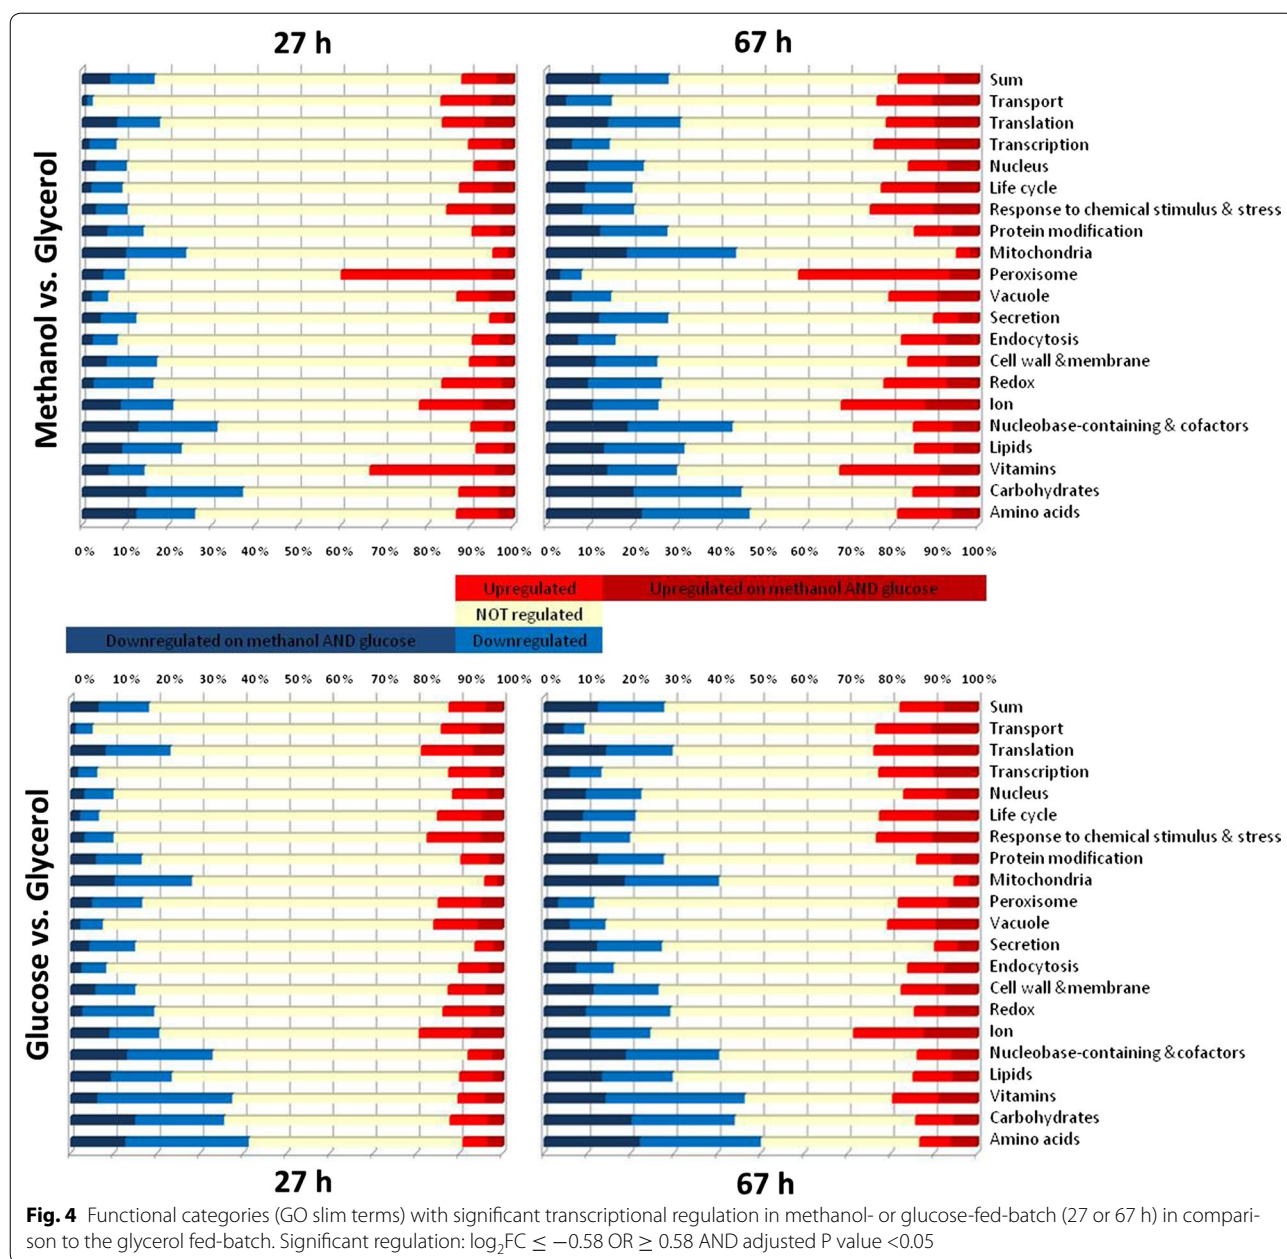 27 h
67 h
Methanol vs. Glycerol
Sum
Transport
Translation
Transcription
Nucleus
Life cycle
Response to chemical stimulus & stress
Protein modification
Mitochondria
Peroxisome
Vacuole
Secretion
Endocytosis
Cell wall &membrane
Redox
Ion
Nucleobase-containing & cofactors
Lipids
Vitamins
Carbohydrates
Amino acids
0% 10% 20% 30% 40% 50% 60% 70% 80% 90% 100%
0% 10% 20% 30% 40% 50% 60% 70% 80% 90% 100%
Upregulated
Upregulated on methanol AND glucose
NOT regulated
Downregulated on methanol AND glucose
Downregulated
0% 10% 20% 30% 40% 50% 60% 70% 80% 90% 100%
0% 10% 20% 30% 40% 50% 60% 70% 80% 90% 100%
Glucose vs. Glycerol
Sum
Transport
Translation
Transcription
Nucleus
Life cycle
Response to chemical stimulus & stress
Protein modification
Mitochondria
Peroxisome
Vacuole
Secretion
Endocytosis
Cell wall &membrane
Redox
Ion
Nucleobase-containing &cofactors
Lipids
Vitamins
Carbohydrates
Amino acids
27 h
67 h
Fig. 4 Functional categories (GO slim terms) with significant transcriptional regulation in methanol- or glucose-fed-batch (27 or 67 h) in compari-
son to the glycerol fed-batch. Significant regulation: log₂FC ≤ −0.58 OR ≥ 0.58 AND adjusted P value <0.05